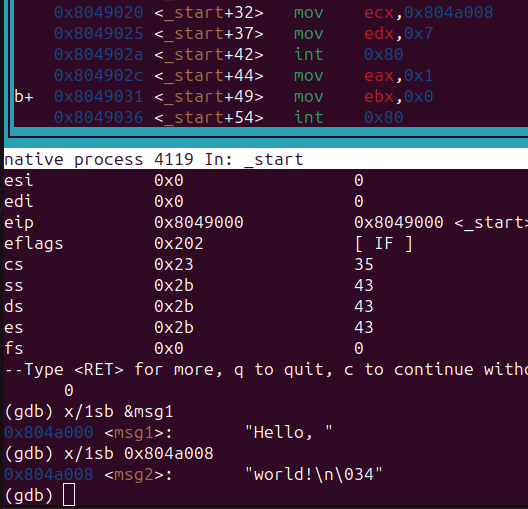 0x8049020 <_start+32> mov ecx,0x804a008
0x8049025 <_start+37> mov edx,0x7
0x804902a <_start+42> int 0x80
0x804902c <_start+44> mov eax,0x1
b+ 0x8049031 <_start+49> mov ebx,0x0
0x8049036 <_start+54> int 0x80
native process 4119 In: _start
esi 0x0 0
edi 0x0 0
eip 0x8049000 0x8049000 <_start>
eflags 0x202 [ IF ]
cs 0x23 35
ss 0x2b 43
ds 0x2b 43
es 0x2b 43
fs 0x0 0
--Type <RET> for more, q to quit, c to continue witho
0
(gdb) x/1sb &msg1
0x804a000 <msg1>: "Hello, "
(gdb) x/1sb 0x804a008
0x804a008 <msg2>: "world!\n\034"
(gdb)